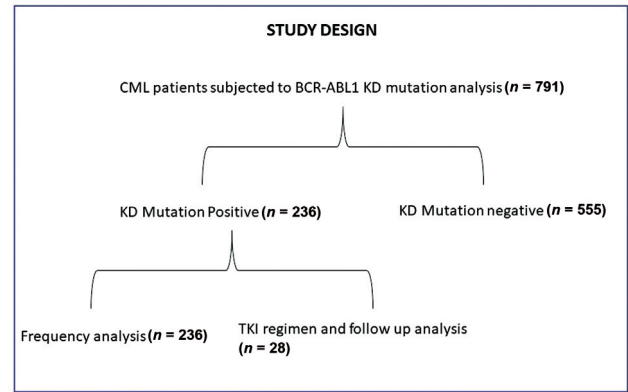 STUDY DESIGN
CML patients subjected to BCR-ABL1 KD mutation analysis (n = 791)
KD Mutation Positive (n = 236)
KD Mutation negative (n = 555)
Frequency analysis (n = 236)
TKI regimen and follow up analysis
(n = 28)